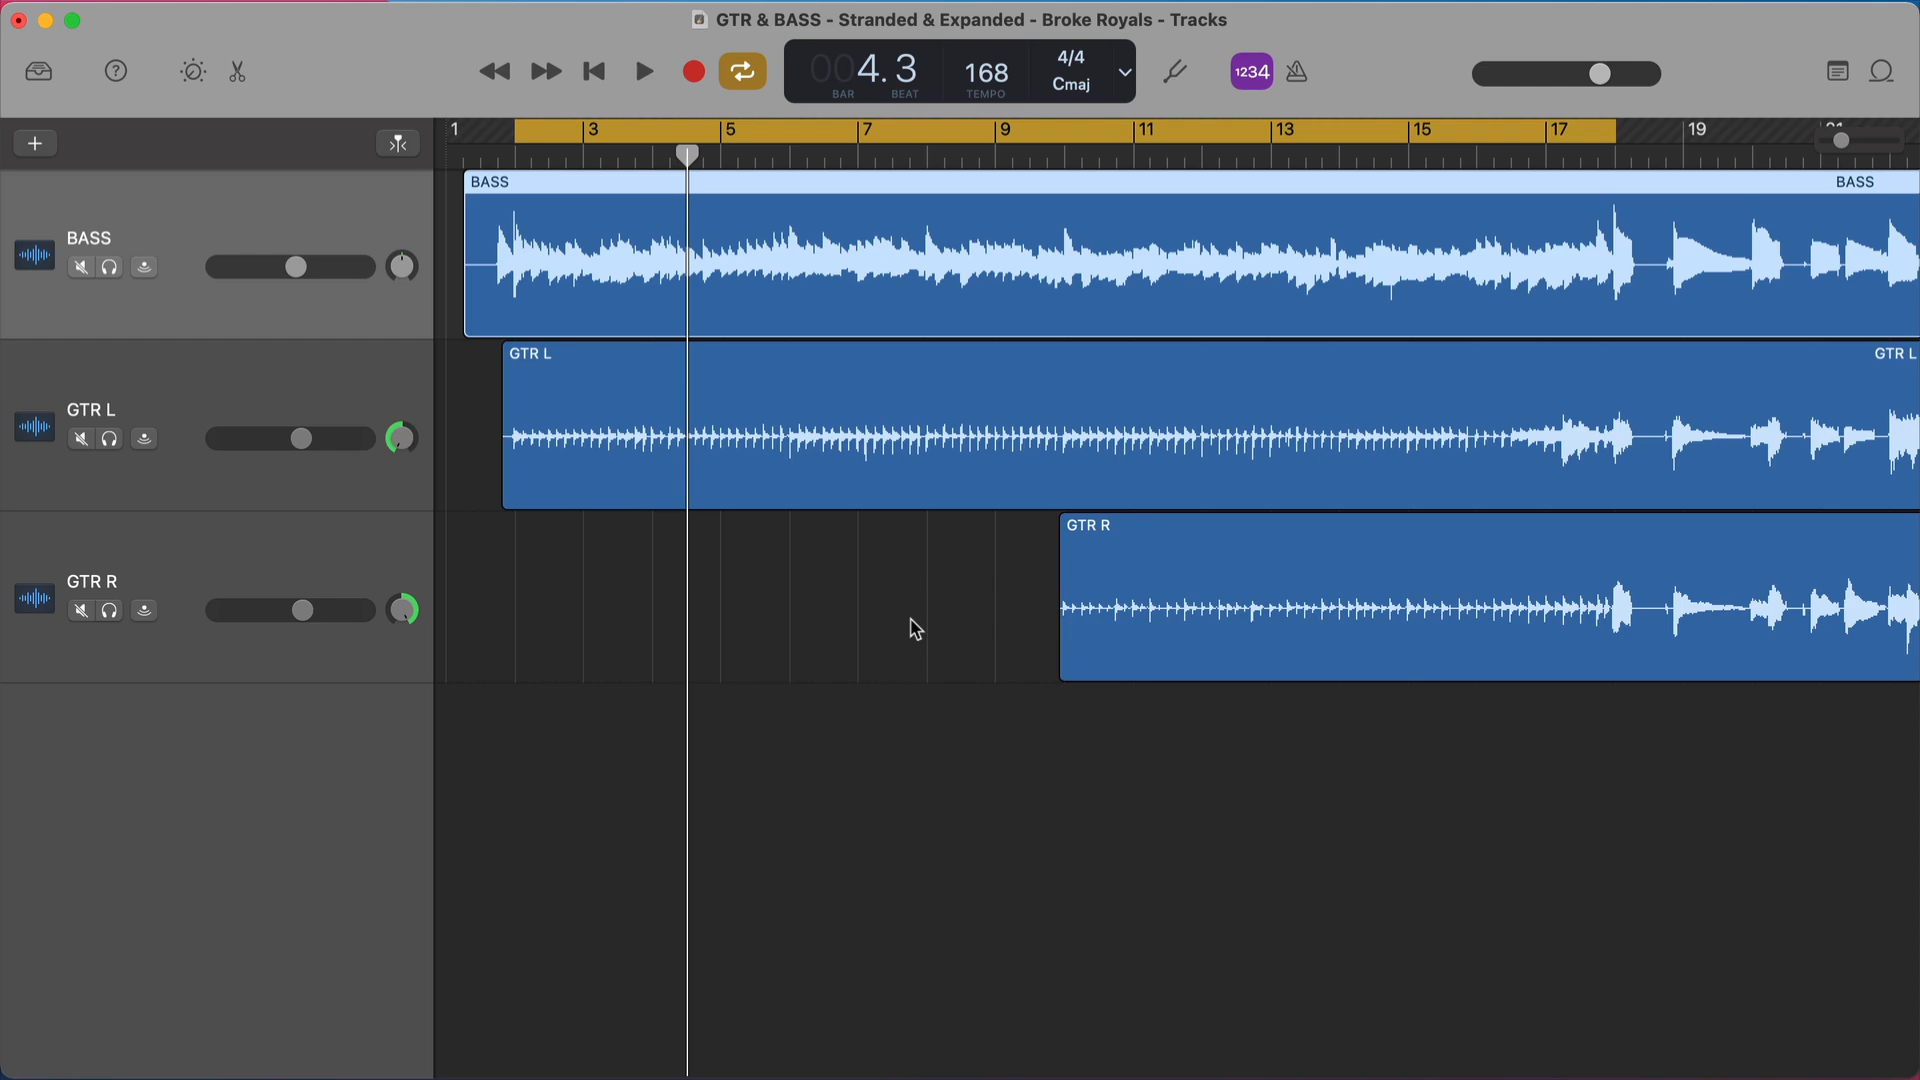 GTR & BASS - Stranded & Expanded - Broke Royals - Tracks
004.3
BAR BEAT
168
TEMPO
4/4
Cmaj
1234
1 3 5 7 9 11 13 15 17 19 21
BASS
BASS
BASS
GTR L
GTR L
GTR L
GTR R
GTR R